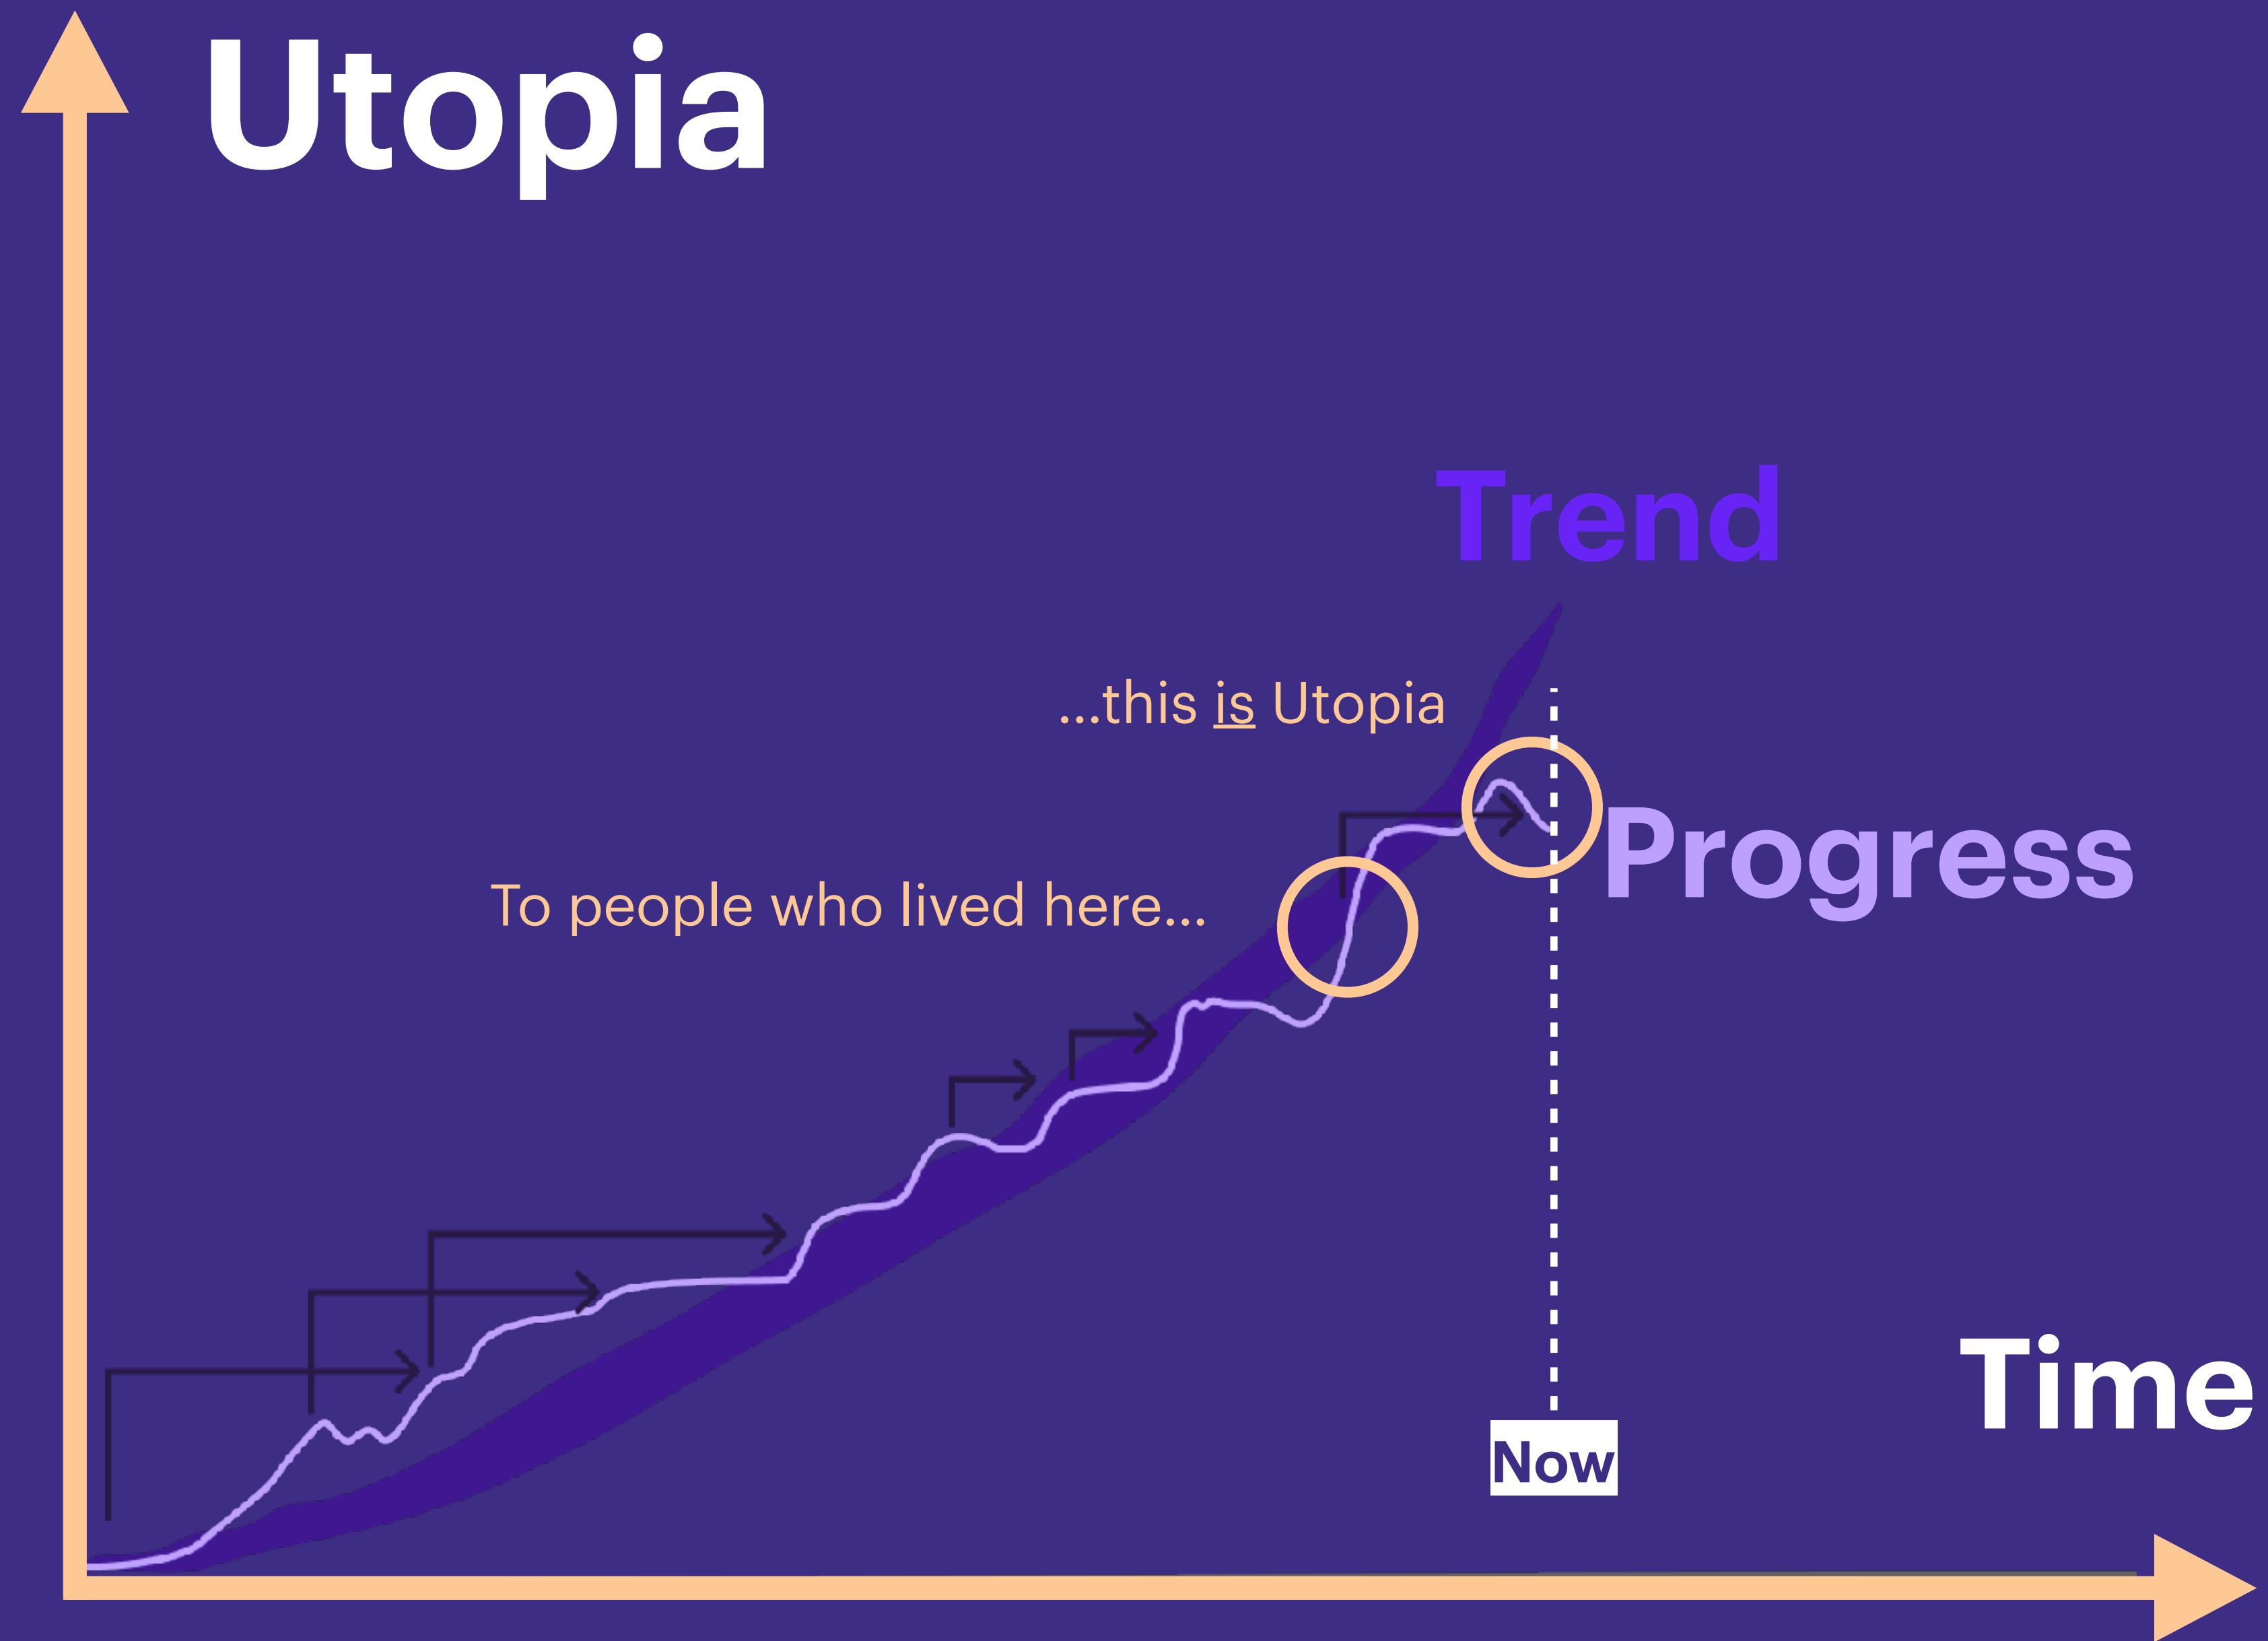 Utopia
Trend
...this is Utopia
Progress
To people who lived here...
Time
Now